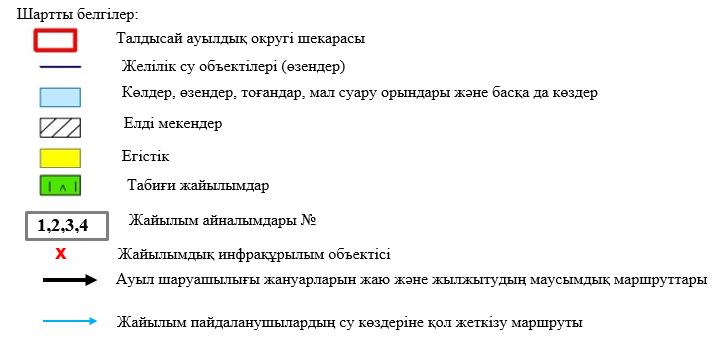 Шартты белгілер:
Талдысай ауылдық округі шекарасы
Желілік су объектілері (өзендер)
Көлдер, өзендер, тоғандар, мал суару орындары және басқа да көздер
Елді мекендер
Егістік
Табиғи жайылымдар
1,2,3,4 Жайылым айналымдары №
X Жайылымдық инфрақұрылым объектісі
Ауыл шаруашылығы жануарларын жаю және жылжытудың маусымдық маршруттары
Жайылым пайдаланушылардың су көздеріне қол жеткізу маршруты